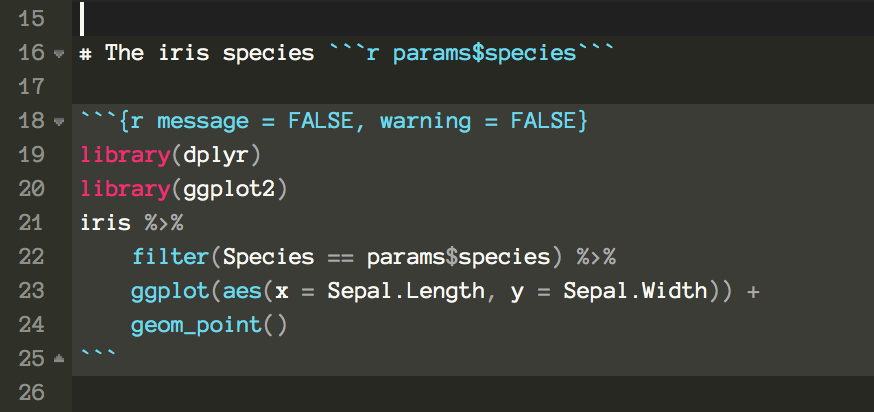 15
16 # The iris species ```r params$species```
17
18 ```{r message = FALSE, warning = FALSE}
19 library(dplyr)
20 library(ggplot2)
21 iris %>%
22     filter(Species == params$species) %>%
23     ggplot(aes(x = Sepal.Length, y = Sepal.Width)) +
24     geom_point()
25 ```
26